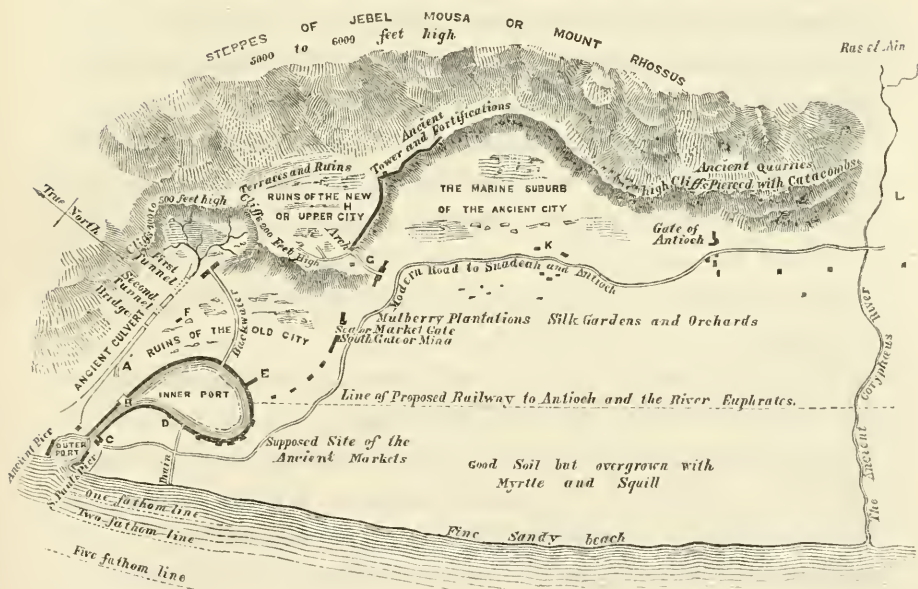 STEPPES OF JEBEL MOUSA OR MOUNT RHOSSUS
5000 to 6000 feet high
Ras el Ain
True North
500 feet high
Cliffs
First Tunnel
Second Tunnel
Bridge
ANCIENT CULVERT
Terraces and Ruins
RUINS OF THE NEW
H
OR UPPER CITY
Cliffs 200 Feet High
Arch
G
Ancient
Tower and Fortifications
THE MARINE SUBURB
OF THE ANCIENT CITY
Ancient Quarries
high Cliffs Pierced with Catacombs
L
Gate of
Antioch
K
Modern Road to Suadeah and Antioch
Mulberry Plantations Silk Gardens and Orchards
Sea or Market Gate
South Gate or Mina
F
RUINS OF THE OLD CITY
Backwater
A
E
INNER PORT
B
D
C
Line of Proposed Railway to Antioch and the River Euphrates.
Supposed Site of the
Ancient Markets
Drain
OUTER
PORT
Ancient Pier
St. Paul's Pier
Good Soil but overgrown with
Myrtle and Squill
The Ancient Coryphæus River
One fathom line
Two fathom line
Five fathom line
Fine Sandy beach